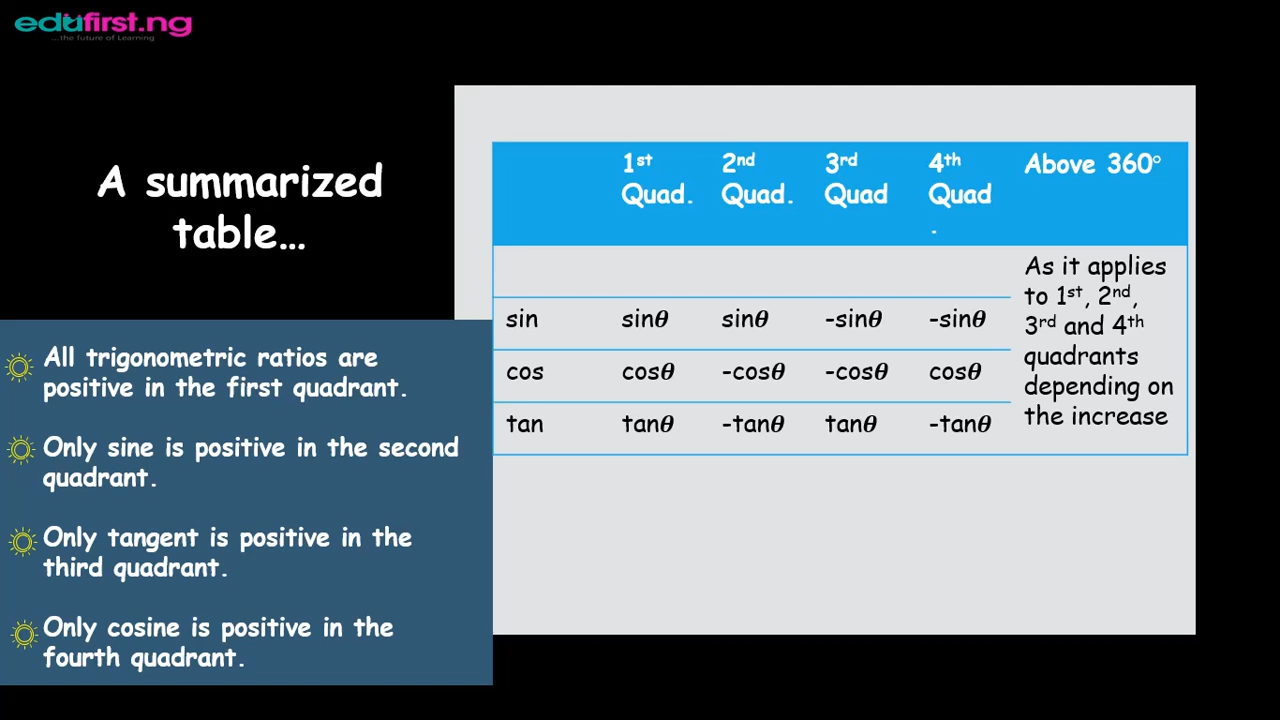 edufirst.ng
...the future of Learning
A summarized
table...
All trigonometric ratios are
positive in the first quadrant.
Only sine is positive in the second
quadrant.
Only tangent is positive in the
third quadrant.
Only cosine is positive in the
fourth quadrant.
1st Quad. 2nd Quad. 3rd Quad 4th Quad. Above 360°
sin sinθ sinθ -sinθ -sinθ
cos cosθ -cosθ -cosθ cosθ
tan tanθ -tanθ tanθ -tanθ
As it applies
to 1st, 2nd,
3rd and 4th
quadrants
depending on
the increase